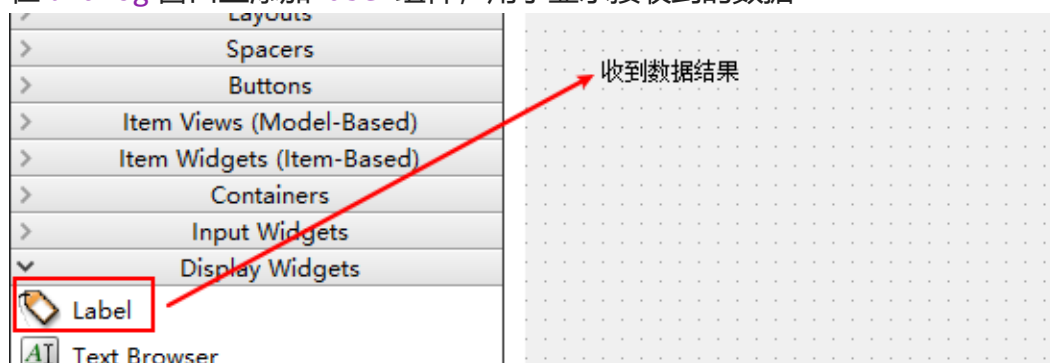 Layouts
Spacers
Buttons
Item Views (Model-Based)
Item Widgets (Item-Based)
Containers
Input Widgets
Display Widgets
Label
Text Browser
收到数据结果